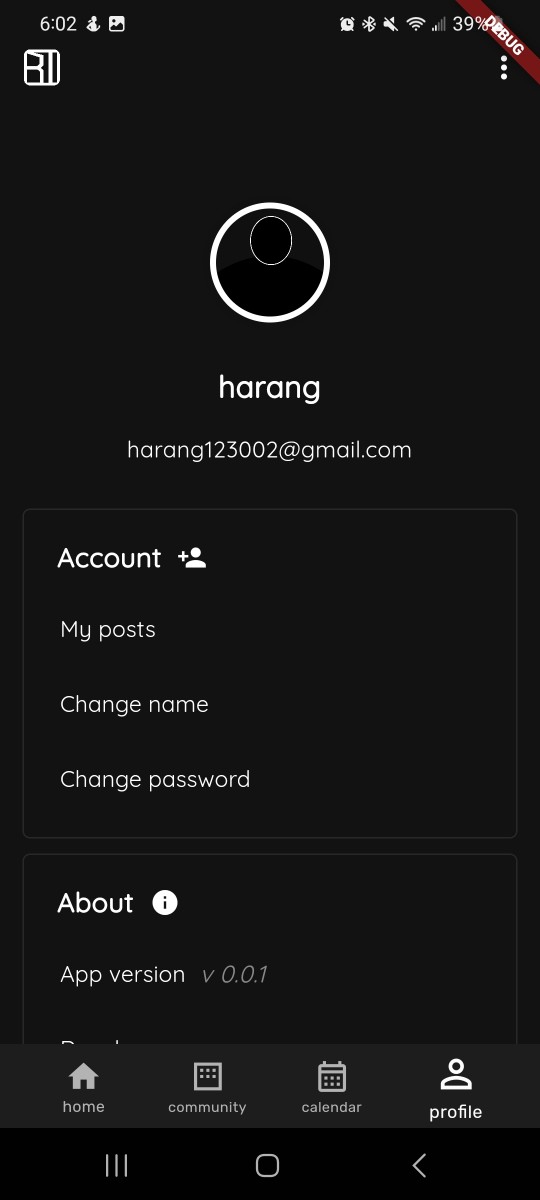 6:02
39%
DEBUG
harang
harang123002@gmail.com
Account
My posts
Change name
Change password
About
App version v 0.0.1
home
community
calendar
profile